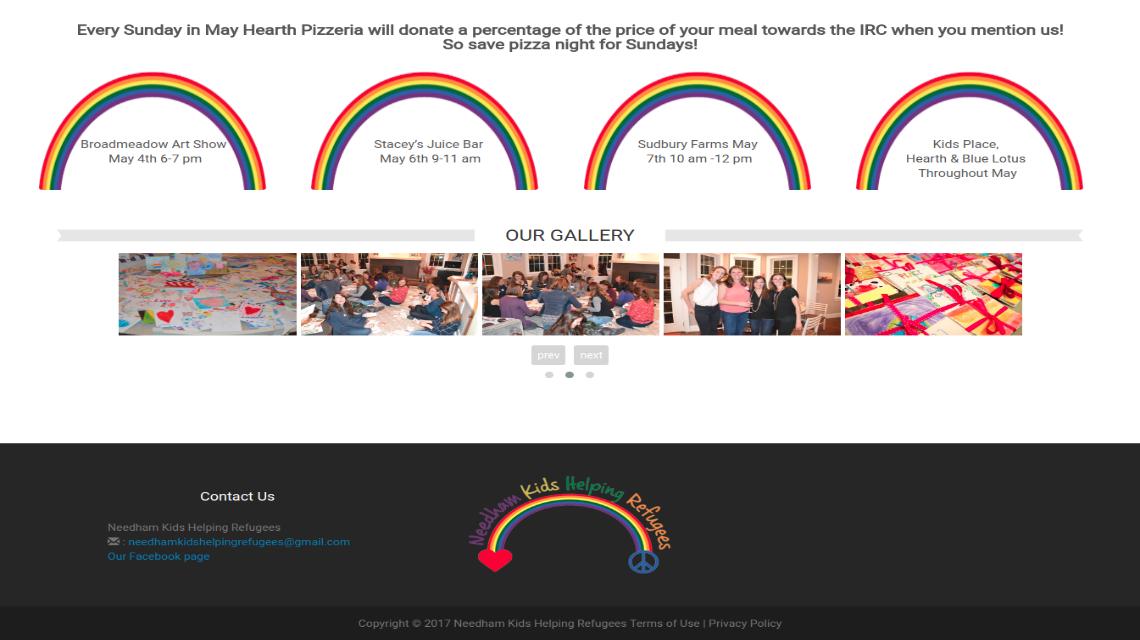 Every Sunday in May Hearth Pizzeria will donate a percentage of the price of your meal towards the IRC when you mention us!
So save pizza night for Sundays!
Broadmeadow Art Show
May 4th 6-7 pm
Stacey's Juice Bar
May 6th 9-11 am
Sudbury Farms May
7th 10 am -12 pm
Kids Place,
Hearth & Blue Lotus
Throughout May
OUR GALLERY
prev next
Contact Us
Needham Kids Helping Refugees
: needhamkidshelpingrefugees@gmail.com
Our Facebook page
Needham Kids Helping Refugees
Copyright © 2017 Needham Kids Helping Refugees Terms of Use | Privacy Policy